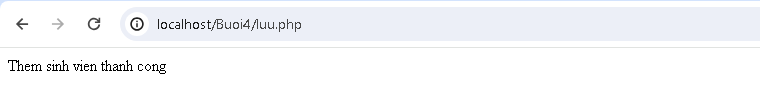 localhost/Buoi4/luu.php
Them sinh vien thanh cong